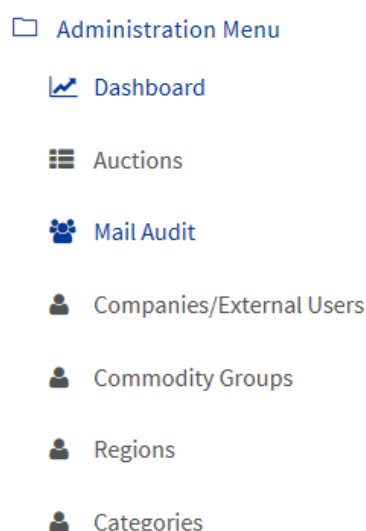 Administration Menu
Dashboard
Auctions
Mail Audit
Companies/External Users
Commodity Groups
Regions
Categories